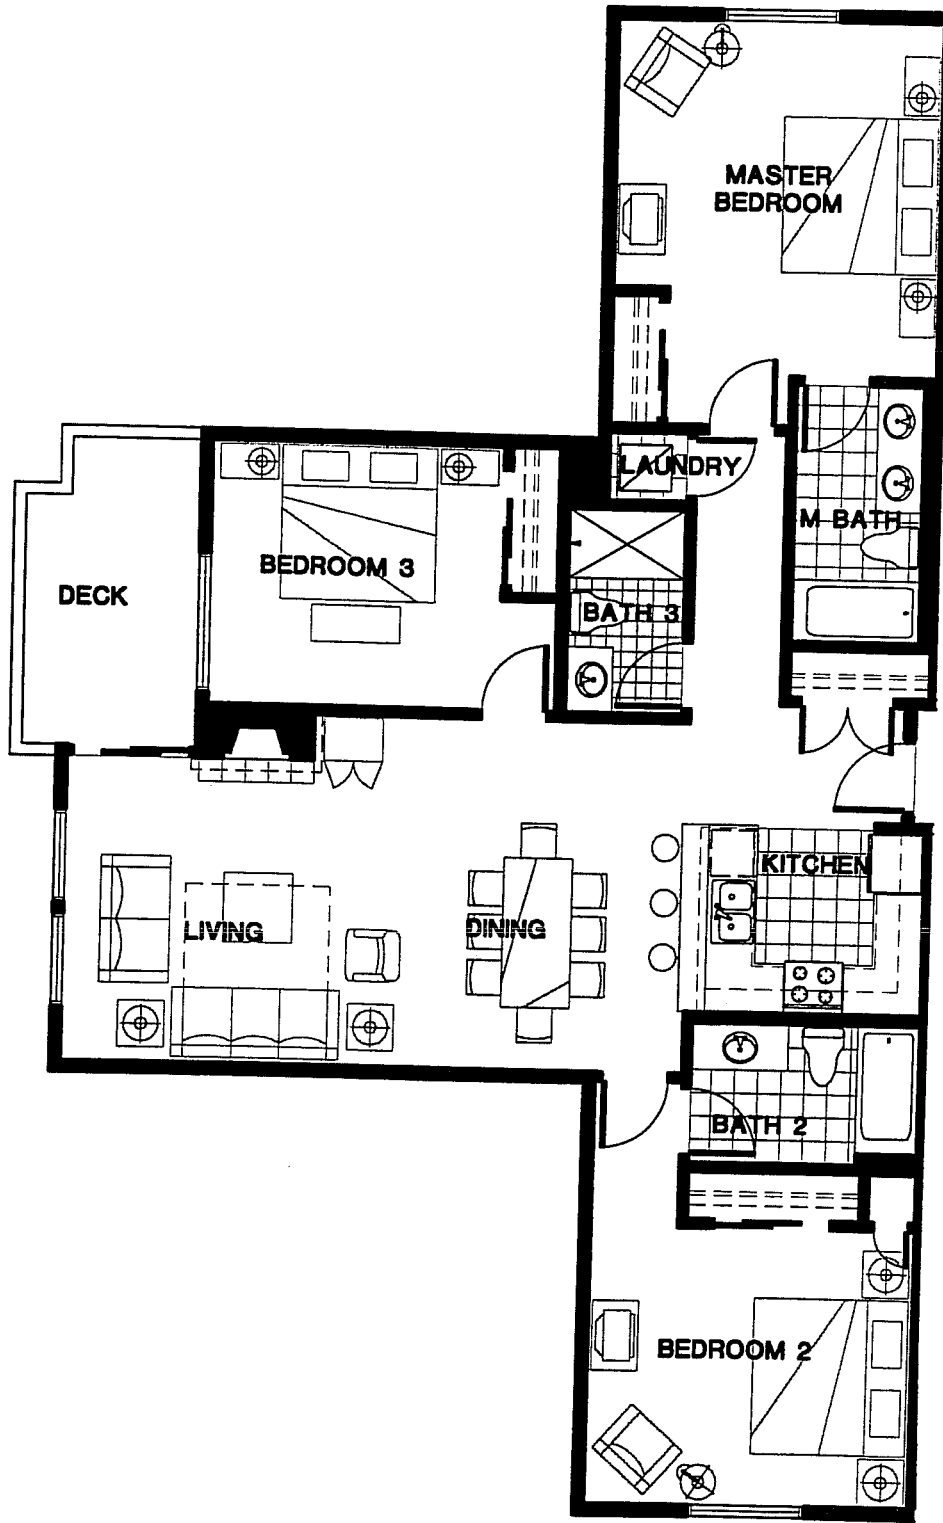 MASTER
BEDROOM
LAUNDRY
M BATH
BEDROOM 3
DECK
BATH 3
KITCHEN
LIVING
DINING
BATH 2
BEDROOM 2